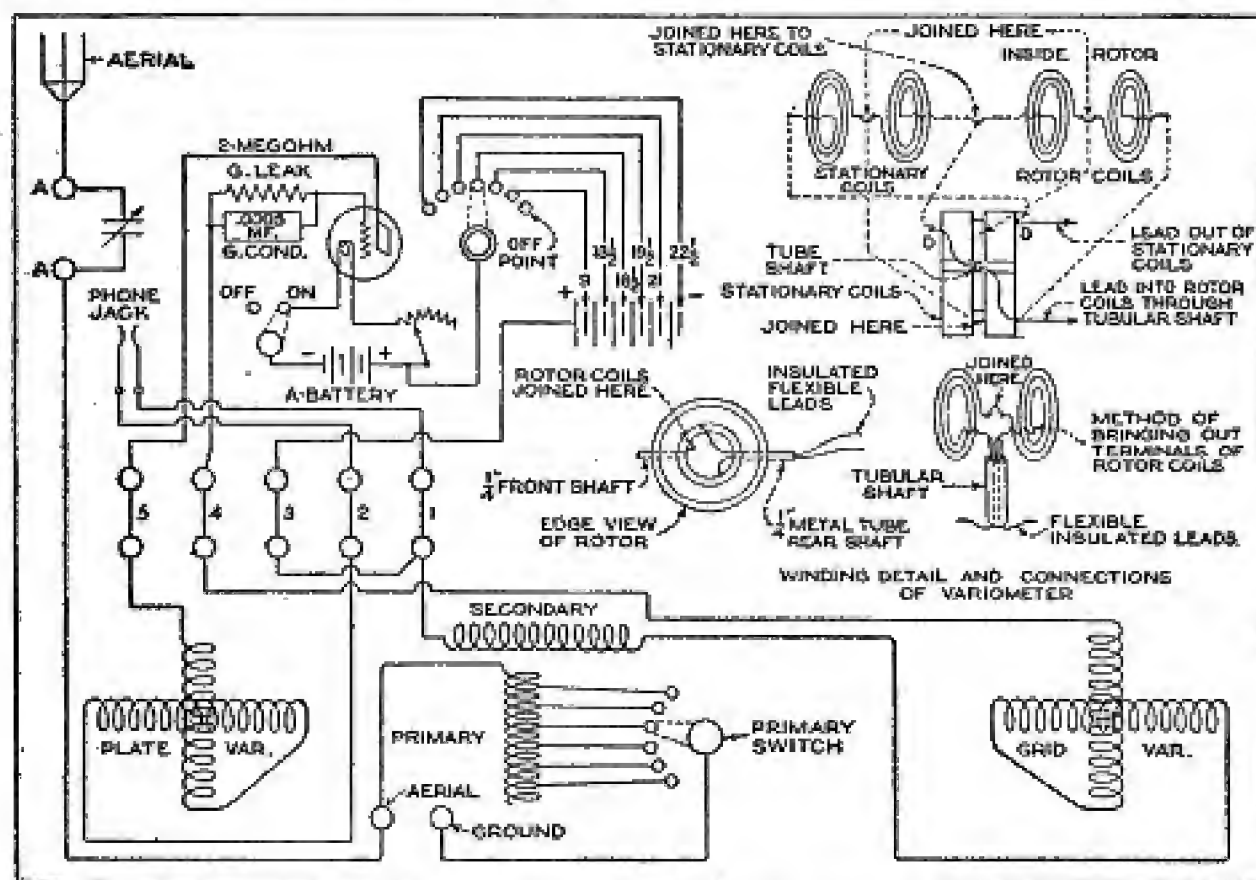 AERIAL
A
A
PHONE
JACK
2-MEGOHM
G. LEAK
MF.
G. COND.
OFF
ON
-
+
A-BATTERY
OFF
POINT
+
9
16½
19½
21
22½
-
JOINED HERE TO
STATIONARY COILS
JOINED HERE
INSIDE ROTOR
STATIONARY
COILS
ROTOR COILS
TUBE
SHAFT
STATIONARY COILS
JOINED HERE
LEAD OUT OF
STATIONARY
COILS
LEAD INTO ROTOR
COILS THROUGH
TUBULAR SHAFT
ROTOR COILS
JOINED HERE
INSULATED
FLEXIBLE
LEADS
¼" FRONT SHAFT
EDGE VIEW
OF ROTOR
METAL TUBE
REAR SHAFT
JOINED
HERE
METHOD OF
BRINGING OUT
TERMINALS OF
ROTOR COILS
TUBULAR
SHAFT
FLEXIBLE
INSULATED LEADS
WINDING DETAIL AND CONNECTIONS
OF VARIOMETER
5
4
3
2
1
SECONDARY
PLATE VAR.
PRIMARY
PRIMARY
SWITCH
AERIAL
GROUND
GRID VAR.